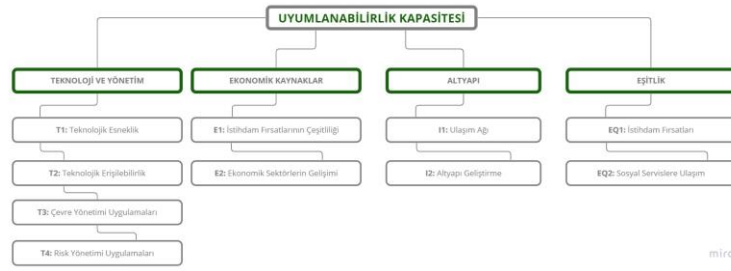 UYUMLANABİLİRLİK KAPASİTESİ
TEKNOLOJİ VE YÖNETİM
EKONOMİK KAYNAKLAR
ALTYAPI
EŞİTLİK
T1: Teknolojik Esneklik
E1: İstihdam Fırsatlarının Çeşitliliği
I1: Ulaşım Ağı
EQ1: İstihdam Fırsatları
T2: Teknolojik Erişilebilirlik
E2: Ekonomik Sektörlerin Gelişimi
I2: Altyapı Geliştirme
EQ2: Sosyal Servislere Ulaşım
T3: Çevre Yönetimi Uygulamaları
T4: Risk Yönetimi Uygulamaları
miro